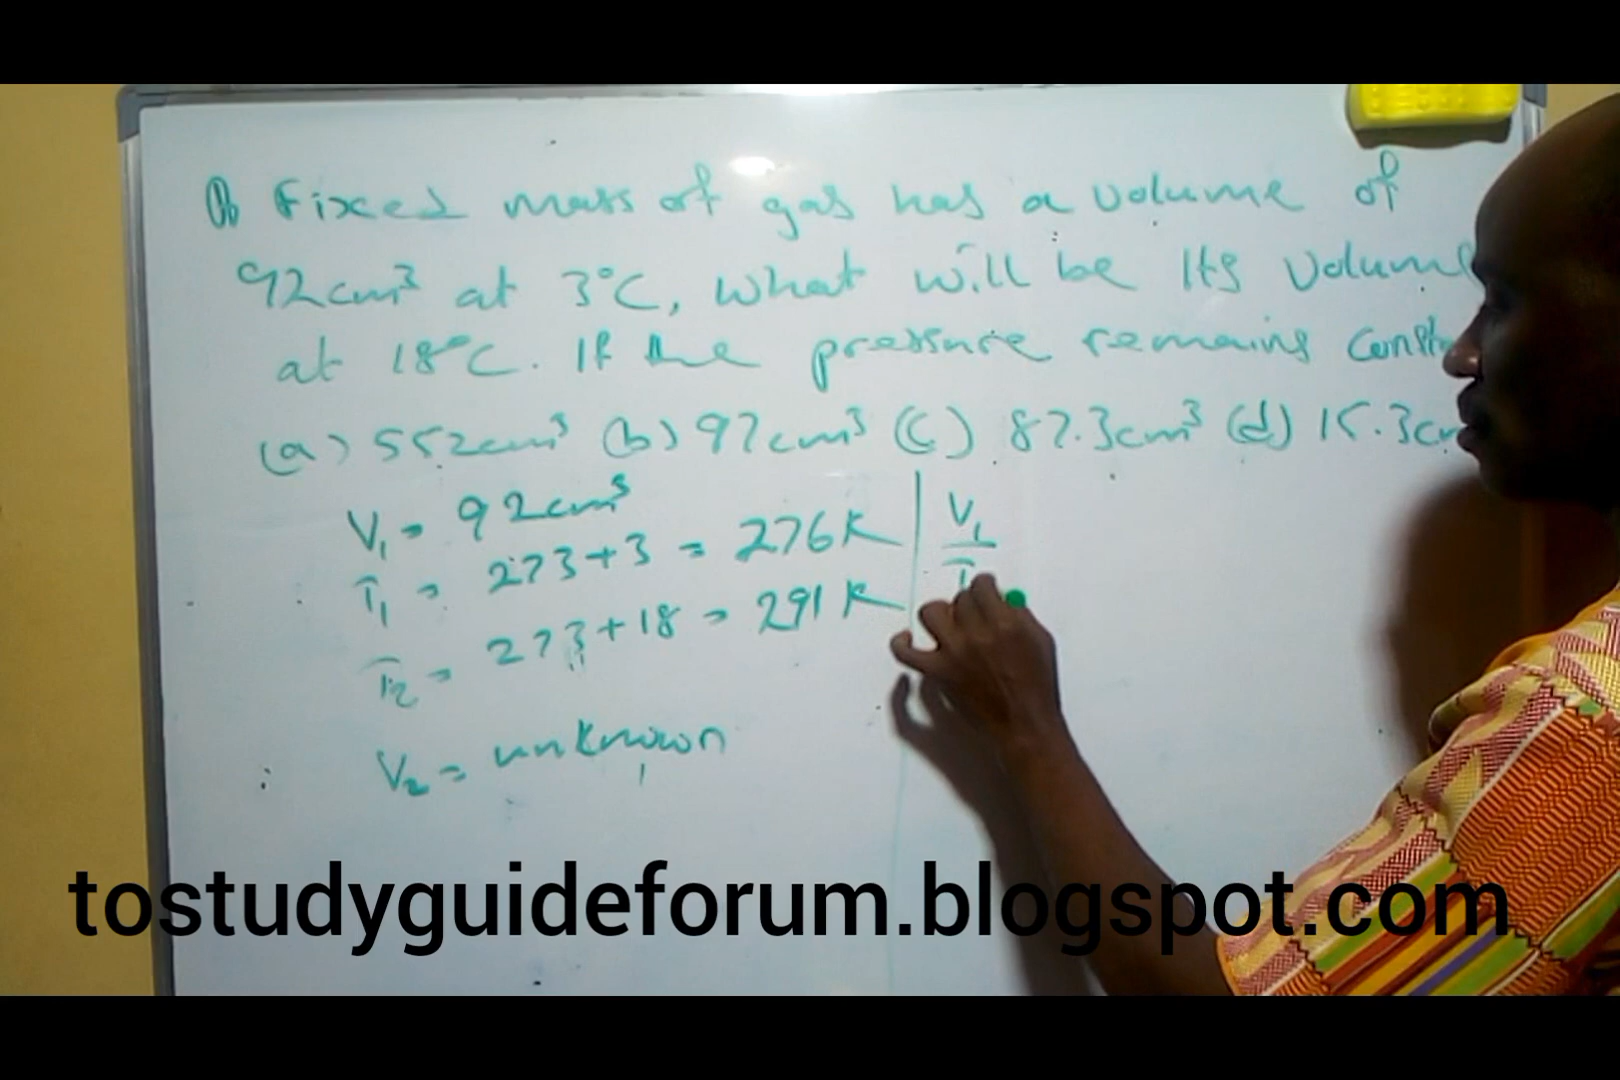 A Fixed mass of gas has a volume of
92cm³ at 3°C, what will be its volume
at 18°C. If the pressure remains
(a) 552cm³ (b) 97cm³ (c) 87.3cm³ (d) 15.3cm
V₁ = 92cm³
T₁ = 273+3 = 276K
T₂ = 273+18 = 291K
V₂ = unknown
V₁
tostudyguideforum.blogspot.com